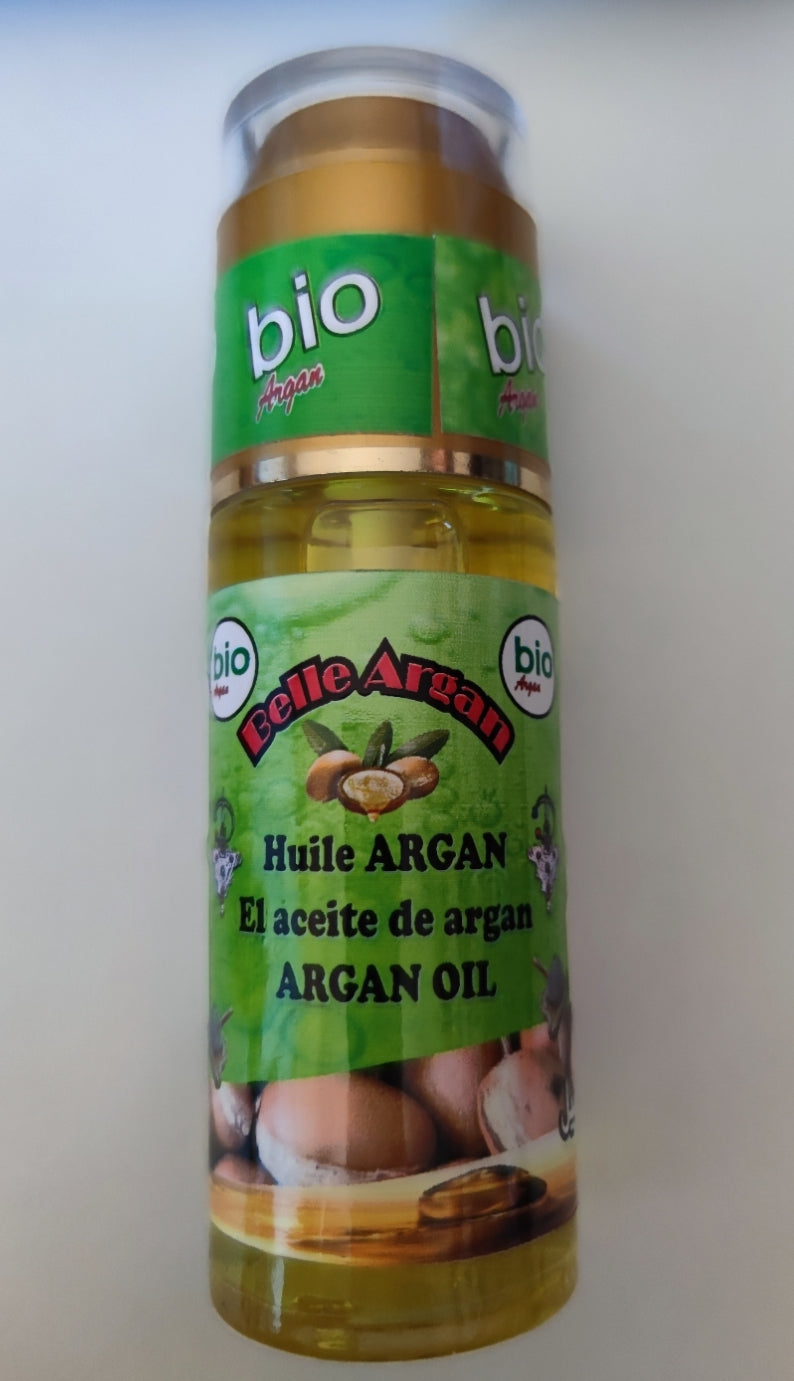 bio
Argan
bio
Argan
bio
Argan
bio
Argan
Belle Argan
Huile ARGAN
El aceite de argan
ARGAN OIL